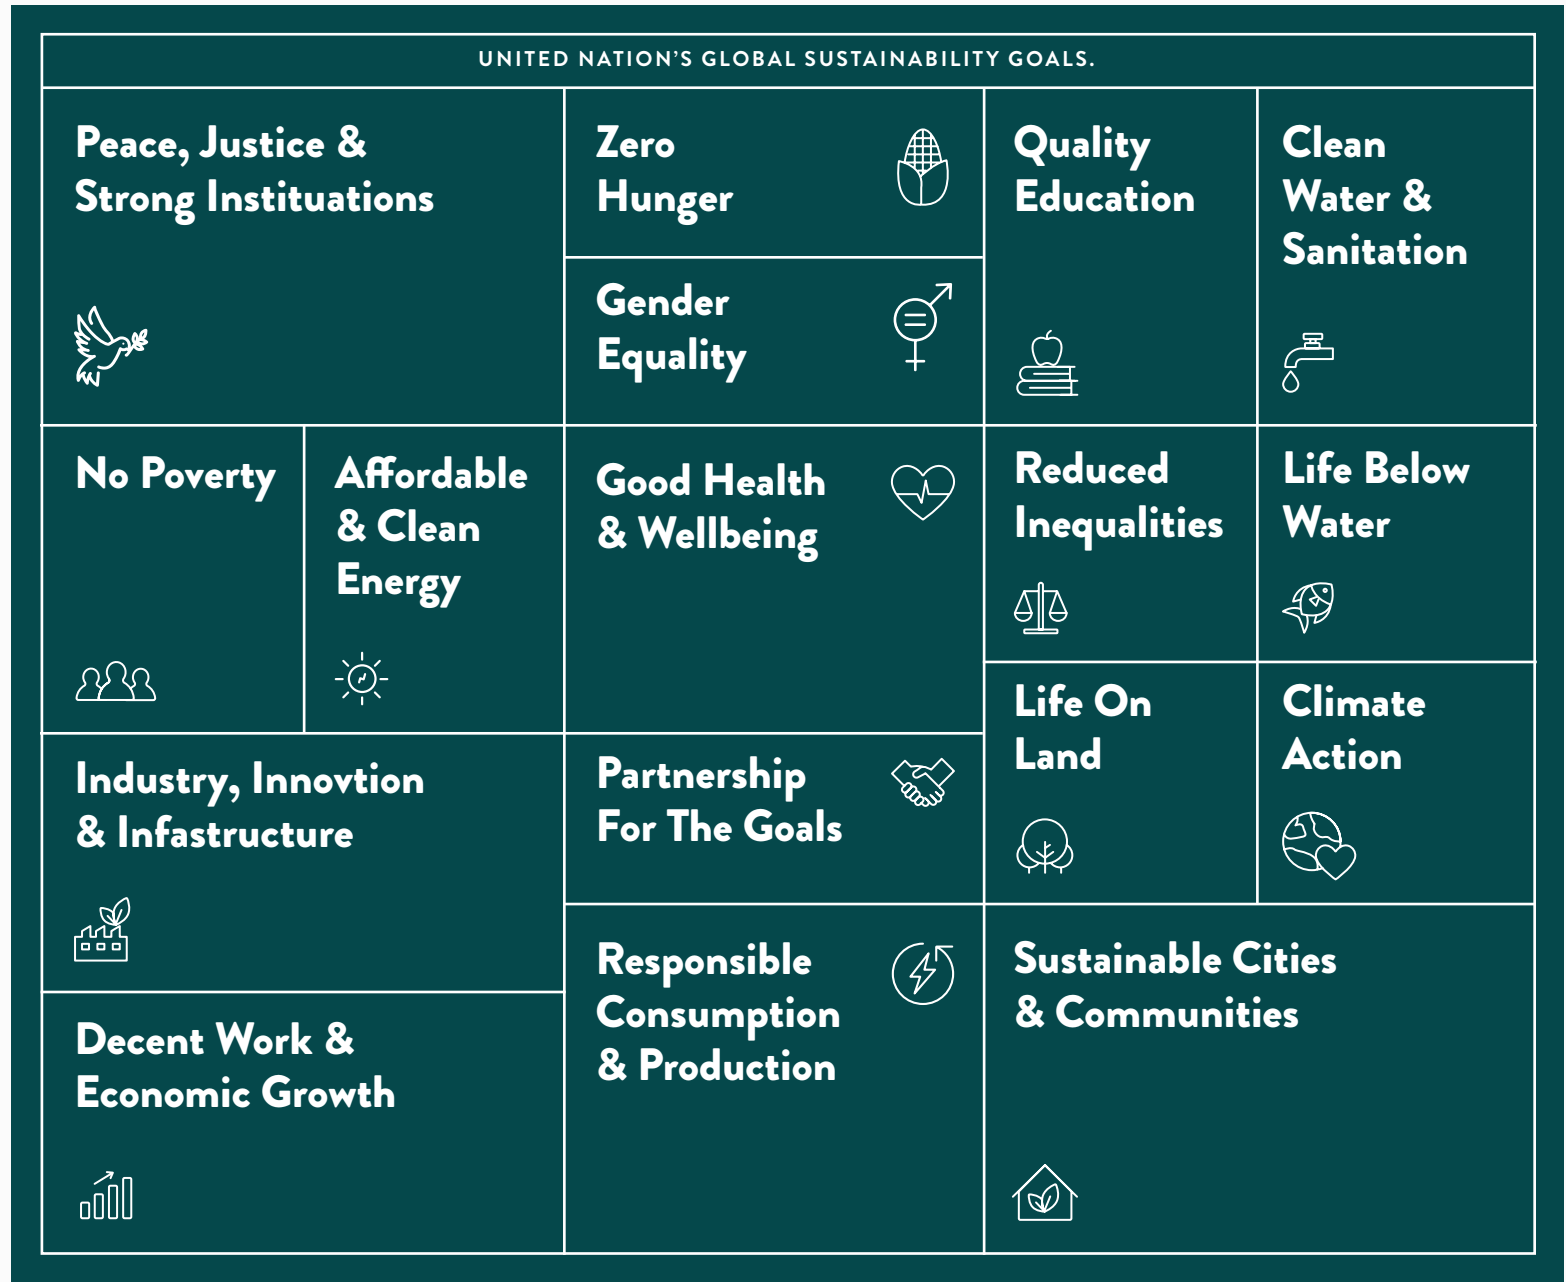 UNITED NATION'S GLOBAL SUSTAINABILITY GOALS.
Peace, Justice &
Strong Instituations
Zero
Hunger
Gender
Equality
Quality
Education
Clean
Water &
Sanitation
No Poverty
Affordable
& Clean
Energy
Good Health
& Wellbeing
Reduced
Inequalities
Life Below
Water
Industry, Innovtion
& Infastructure
Partnership
For The Goals
Life On
Land
Climate
Action
Decent Work &
Economic Growth
Responsible
Consumption
& Production
Sustainable Cities
& Communities